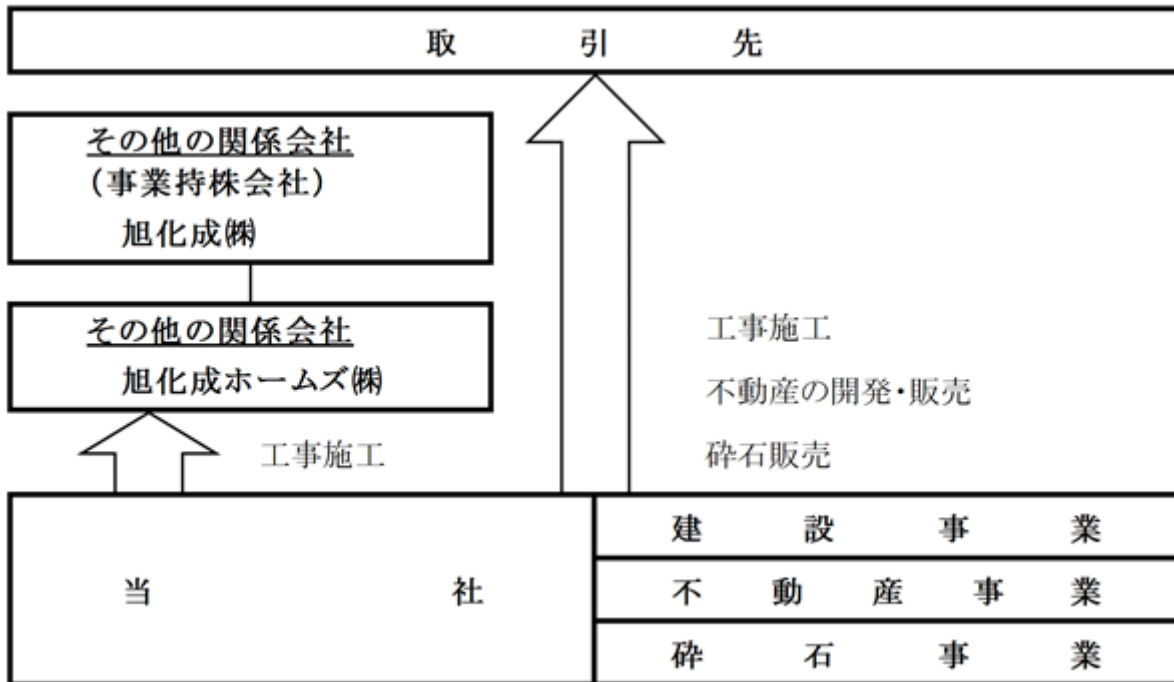 取引先
その他の関係会社
（事業持株会社）
旭化成㈱
その他の関係会社
旭化成ホームズ㈱
工事施工
工事施工
不動産の開発・販売
砕石販売
当社
建設事業
不動産事業
砕石事業